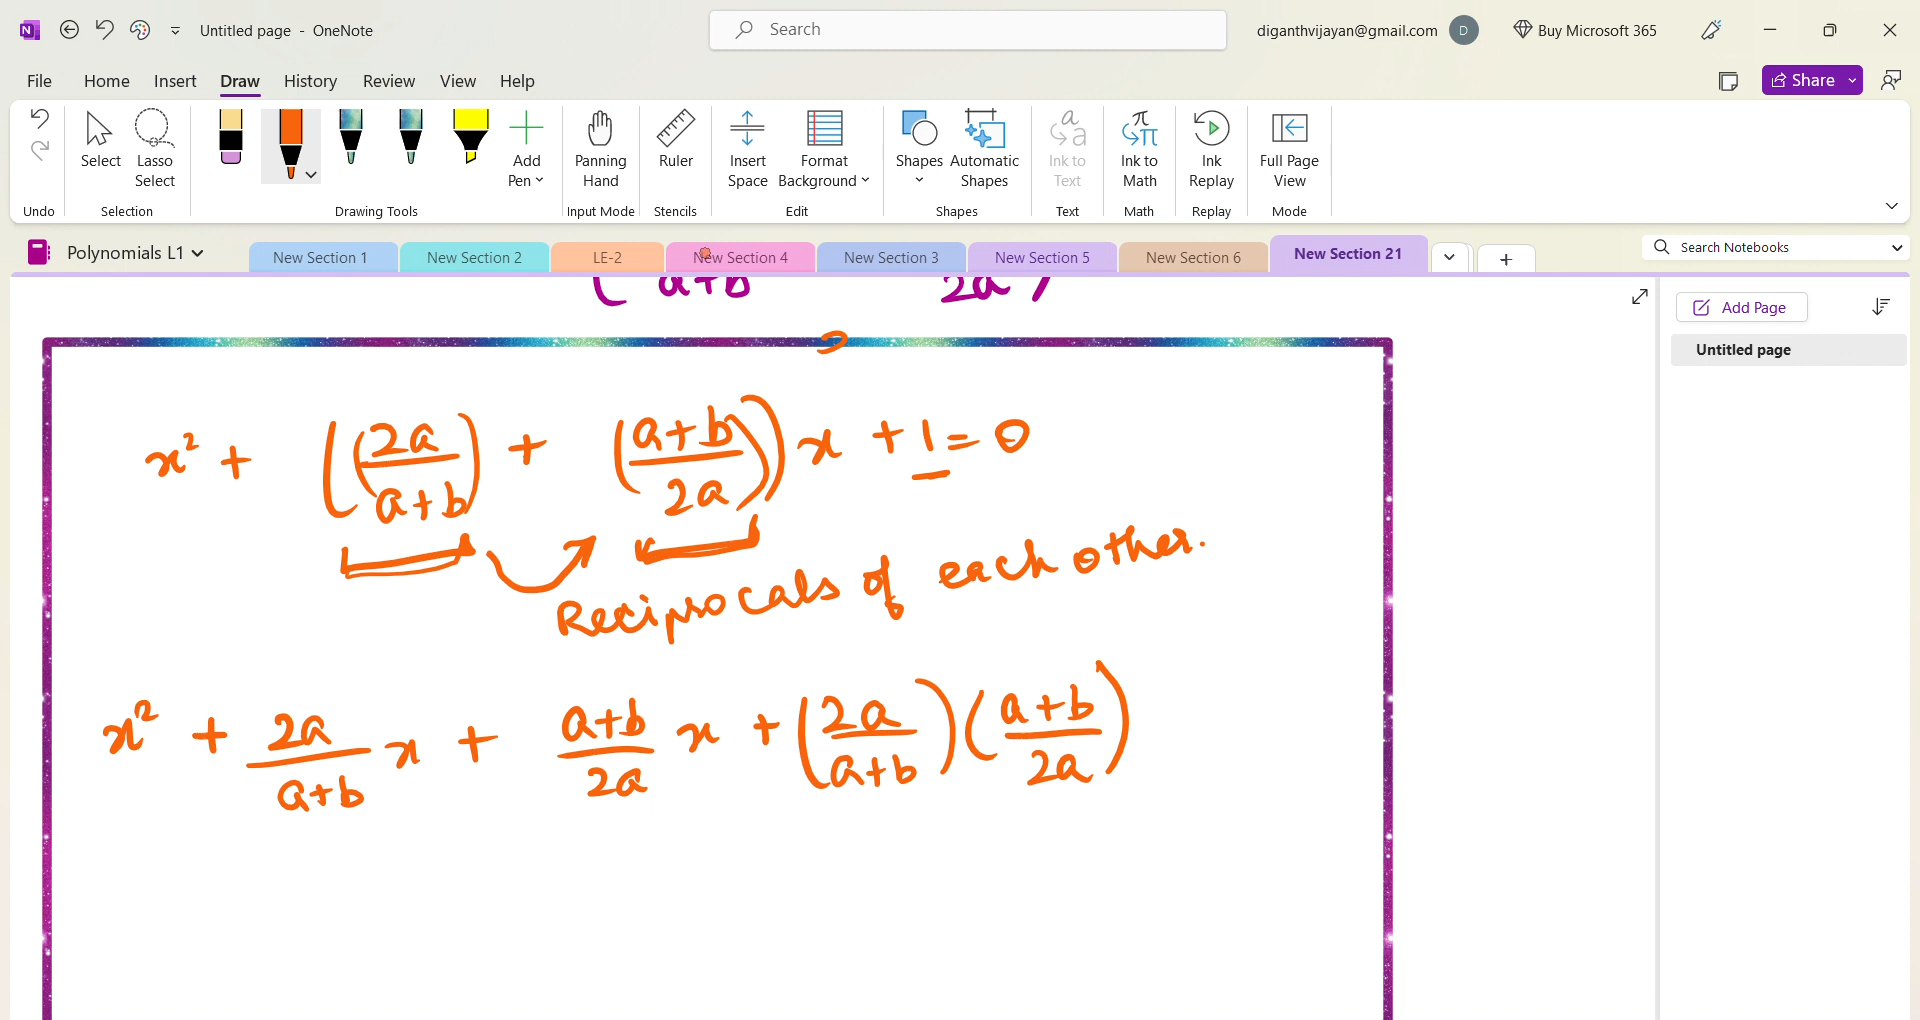 Untitled page - OneNote
Search
diganthvijayan@gmail.com
D
Buy Microsoft 365
File Home Insert Draw History Review View Help
Share
Select
Lasso Select
Add Pen
Panning Hand
Ruler
Insert Space
Format Background
Shapes
Automatic Shapes
Ink to Text
Ink to Math
Ink Replay
Full Page View
Undo Selection Drawing Tools Input Mode Stencils Edit Shapes Text Math Replay Mode
Polynomials L1
New Section 1 New Section 2 LE-2 New Section 4 New Section 3 New Section 5 New Section 6 New Section 21
Search Notebooks
Add Page
Untitled page
( a+b 2a )
x² + ((2a/a+b) + (a+b/2a))x + 1 = 0
Reciprocals of each other.
x² + 2a/a+b x + a+b/2a x + (2a/a+b)(a+b/2a)